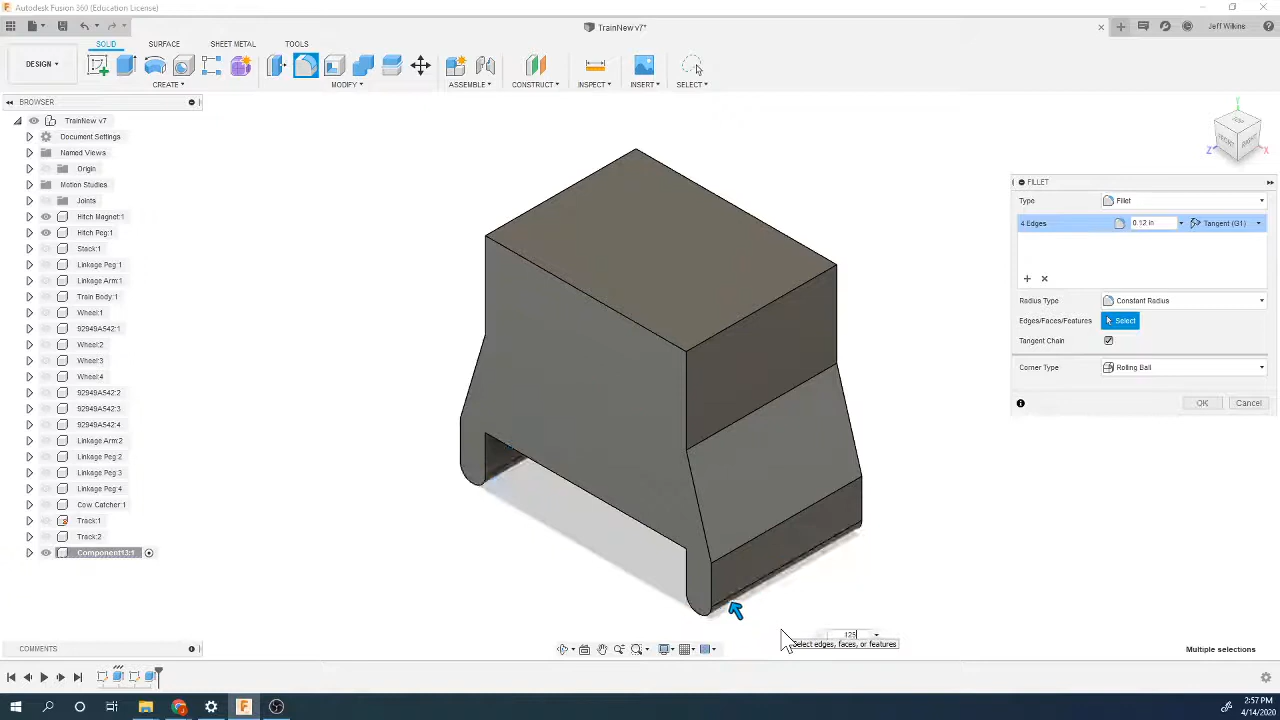 Autodesk Fusion 360 (Education License)
TrainNew v7*
Jeff Wilkins
DESIGN
SOLID SURFACE SHEET METAL TOOLS
CREATE MODIFY ASSEMBLE CONSTRUCT INSPECT INSERT SELECT
BROWSER
TrainNew v7
Document Settings
Named Views
Origin
Motion Studies
Joints
Hitch Magnet:1
Hitch Peg:1
Stack:1
Linkage Peg:1
Linkage Arm:1
Train Body:1
Wheel:1
92949A542:1
Wheel:2
Wheel:3
Wheel:4
92949A542:2
92949A542:3
92949A542:4
Linkage Arm:2
Linkage Peg:2
Linkage Peg:3
Linkage Peg:4
Cow Catcher:1
Track:1
Track:2
Component13:1
Y
TOP
FRONT RIGHT
Z X
FILLET
Type Fillet
4 Edges 0.12 in Tangent (G1)
Radius Type Constant Radius
Edges/Faces/Features Select
Tangent Chain
Corner Type Rolling Ball
OK Cancel
125
Select edges, faces, or features
COMMENTS
Multiple selections
2:57 PM
4/14/2020